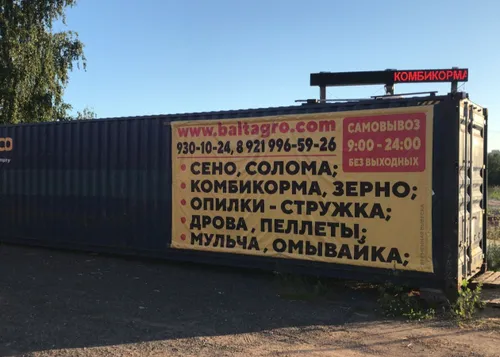 КОМБИКОРМА
www.baltagro.com
930-10-24, 8 921 996-59-26
САМОВЫВОЗ
9:00 - 24:00
БЕЗ ВЫХОДНЫХ
СЕНО, СОЛОМА;
КОМБИКОРМА, ЗЕРНО;
ОПИЛКИ - СТРУЖКА;
ДРОВА, ПЕЛЛЕТЫ;
МУЛЬЧА, ОМЫВАЙКА;